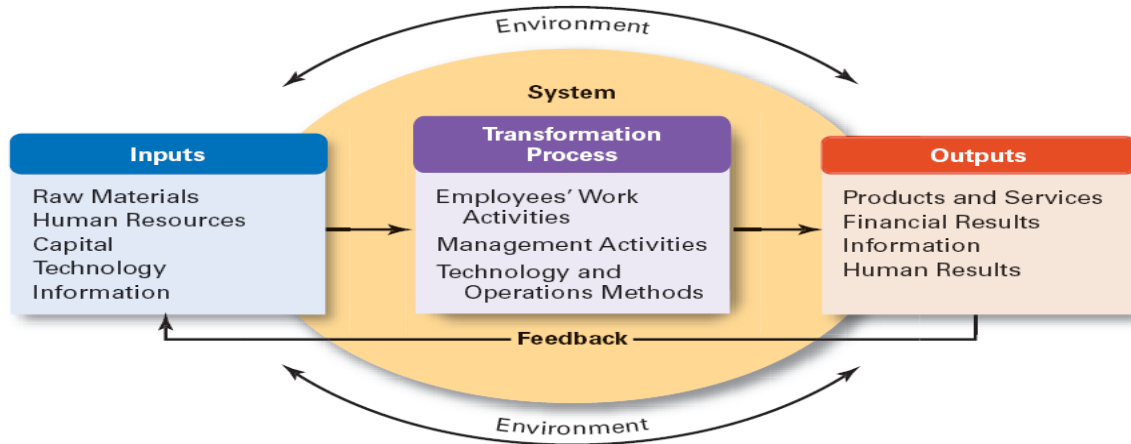 Environment
System
Inputs
Raw Materials
Human Resources
Capital
Technology
Information
Transformation
Process
Employees’ Work
Activities
Management Activities
Technology and
Operations Methods
Outputs
Products and Services
Financial Results
Information
Human Results
Feedback
Environment